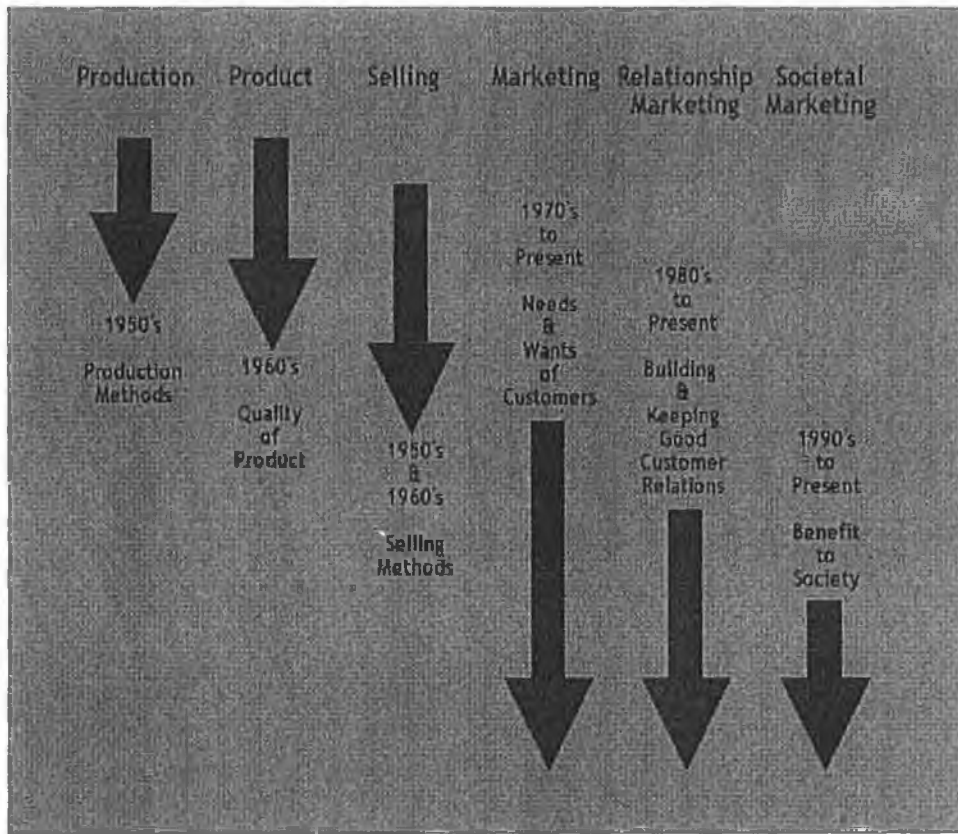 Production
Product
Selling
Marketing
Relationship
Marketing
Societal
Marketing
1950's
Production
Methods
1960's
Quality
of
Product
1950's
&
1960's
Selling
Methods
1970's
to
Present
Needs
&
Wants
of
Customers
1980's
to
Present
Building
&
Keeping
Good
Customer
Relations
1990's
to
Present
Benefit
to
Society